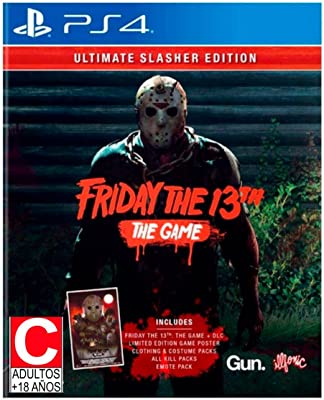 PS4
ULTIMATE SLASHER EDITION
FRIDAY THE 13TH
THE GAME
INCLUDES
FRIDAY THE 13TH: THE GAME + DLC
LIMITED EDITION GAME POSTER
CLOTHING & COSTUME PACKS
ALL KILL PACKS
EMOTE PACK
C
ADULTOS
+18 AÑOS
Gun. illfonic